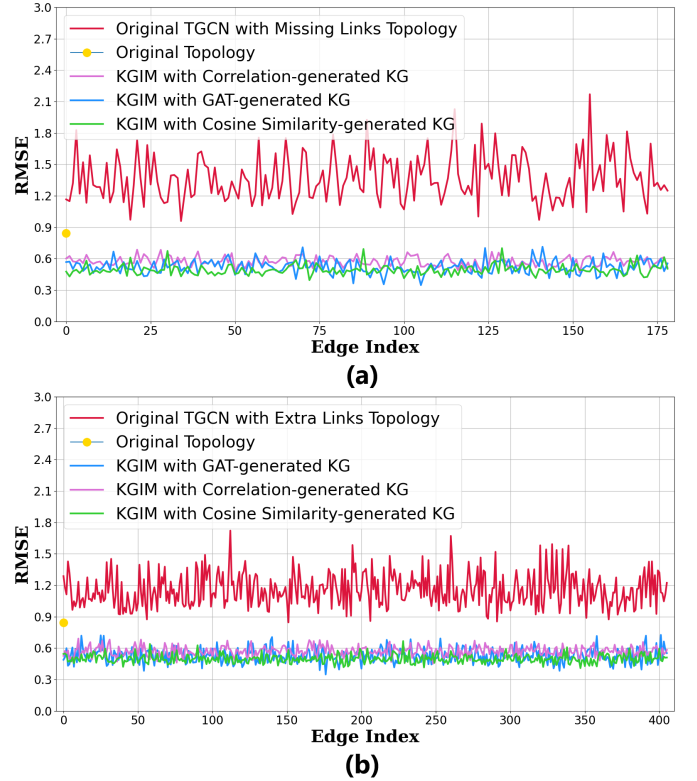 3.0
2.7
2.4
2.1
1.8
1.5
1.2
0.9
0.6
0.3
0.0
RMSE
Original TGCN with Missing Links Topology
Original Topology
KGIM with Correlation-generated KG
KGIM with GAT-generated KG
KGIM with Cosine Similarity-generated KG
0 25 50 75 100 125 150 175
Edge Index
(a)
3.0
2.7
2.4
2.1
1.8
1.5
1.2
0.9
0.6
0.3
0.0
RMSE
Original TGCN with Extra Links Topology
Original Topology
KGIM with GAT-generated KG
KGIM with Correlation-generated KG
KGIM with Cosine Similarity-generated KG
0 50 100 150 200 250 300 350 400
Edge Index
(b)